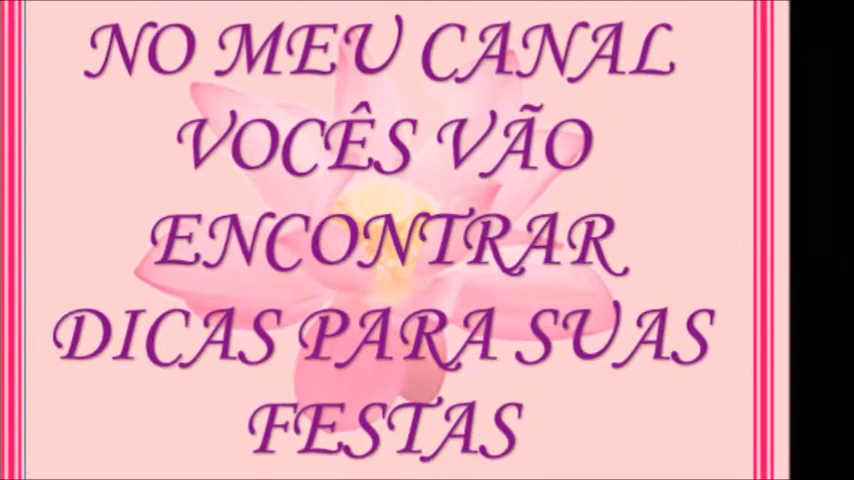 NO MEU CANAL
VOCÊS VÃO
ENCONTRAR
DICAS PARA SUAS
FESTAS